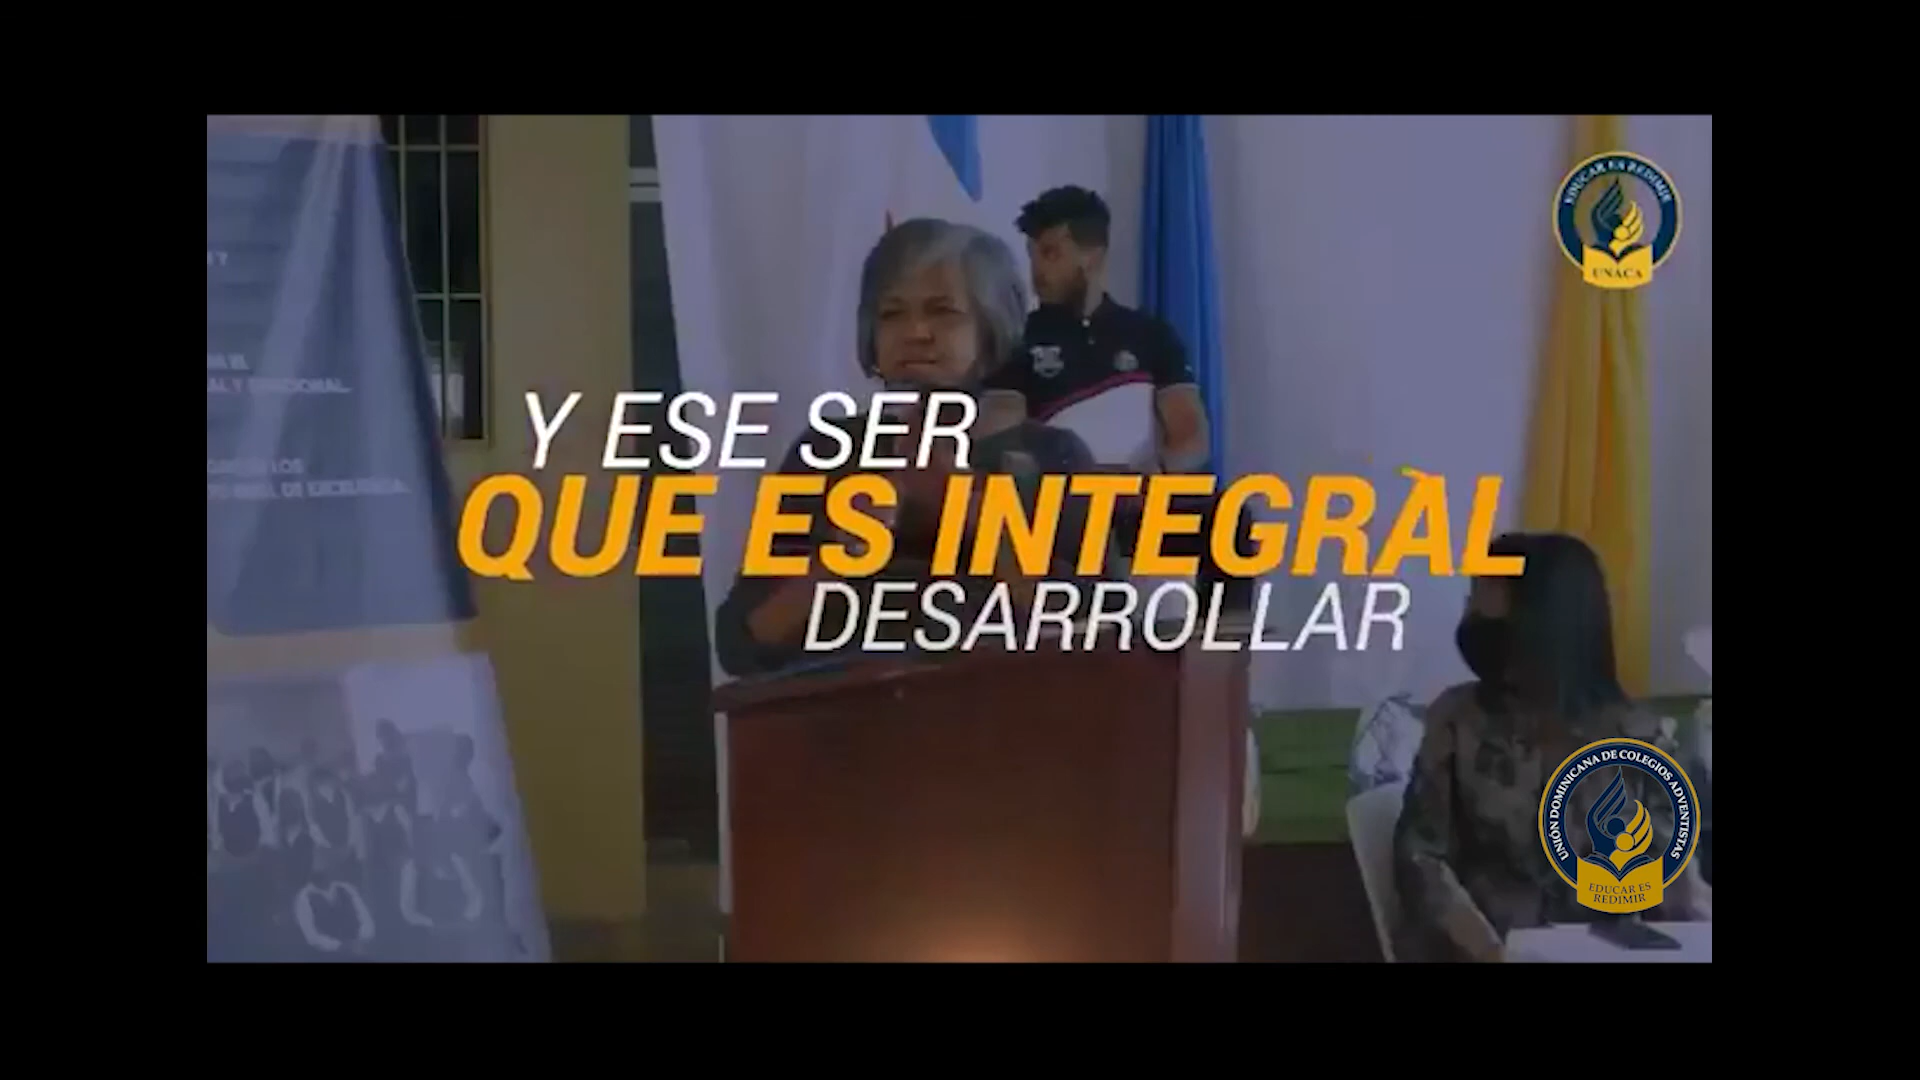 EDUCAR ES REDIMIR
UNACA
Y ESE SER
QUE ES INTEGRAL
DESARROLLAR
UNIÓN DOMINICANA DE COLEGIOS ADVENTISTAS
EDUCAR ES
REDIMIR